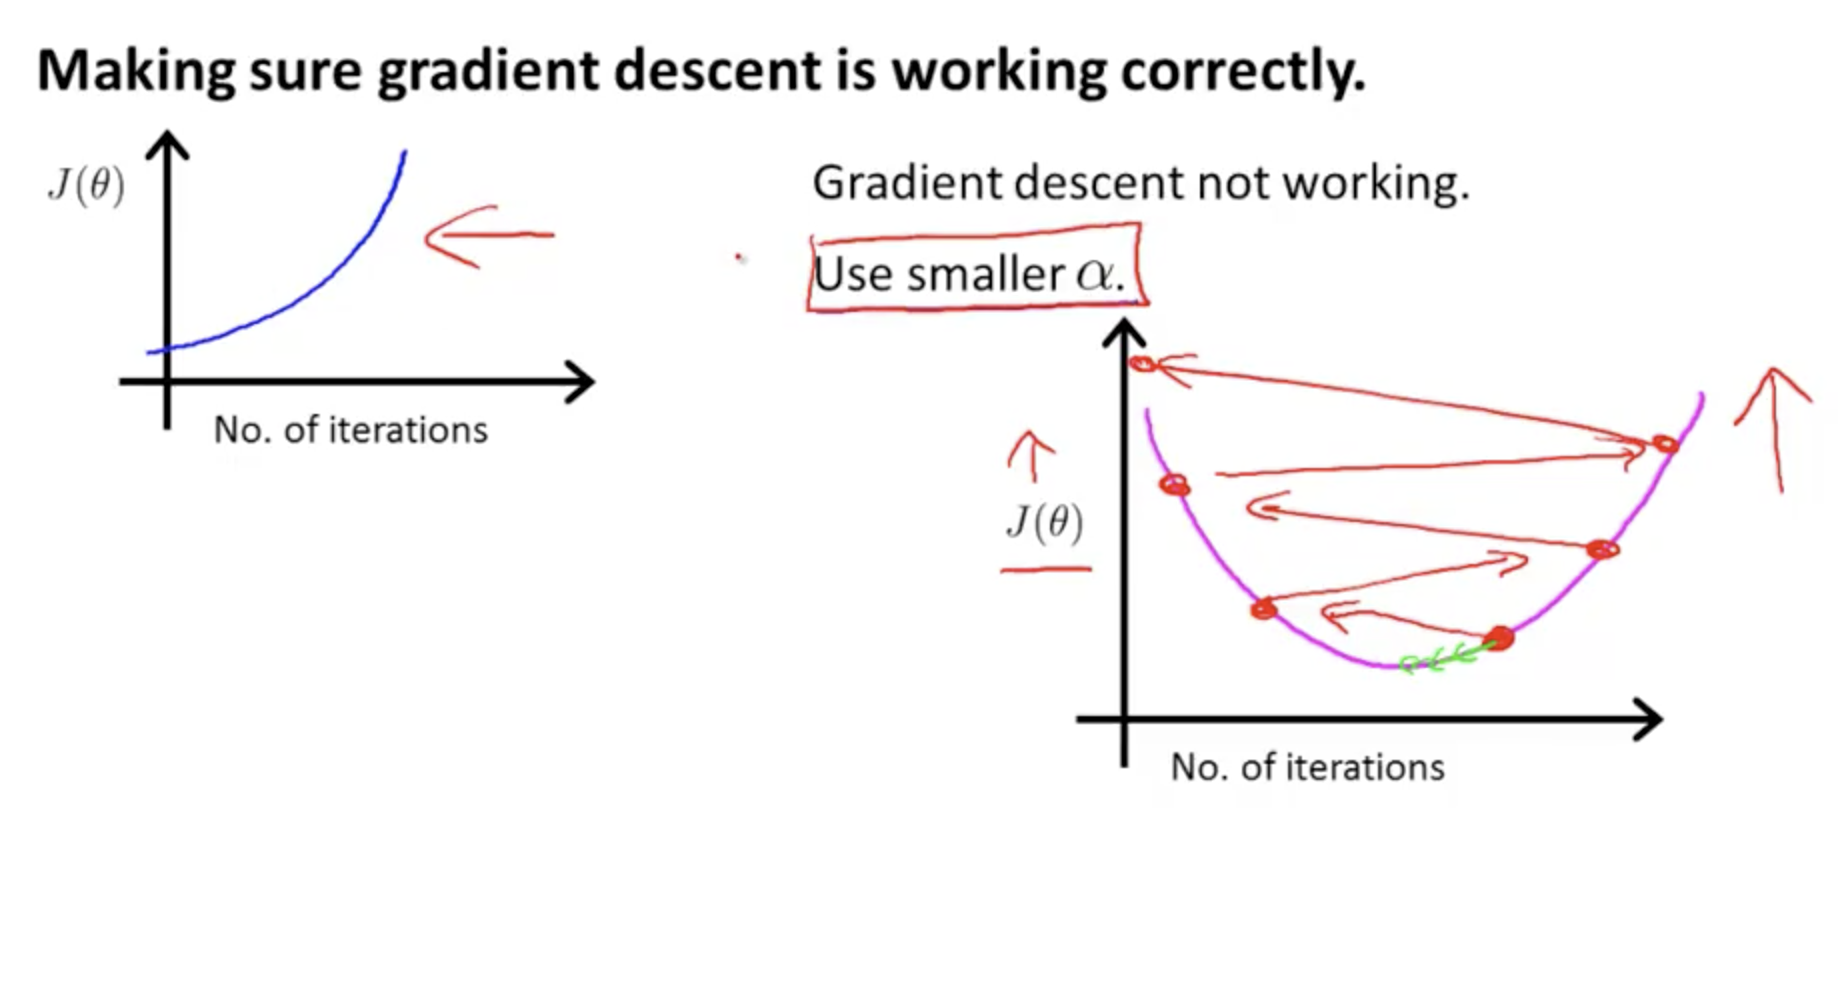 Making sure gradient descent is working correctly.
J(θ)
No. of iterations
Gradient descent not working.
Use smaller α.
J(θ)
No. of iterations